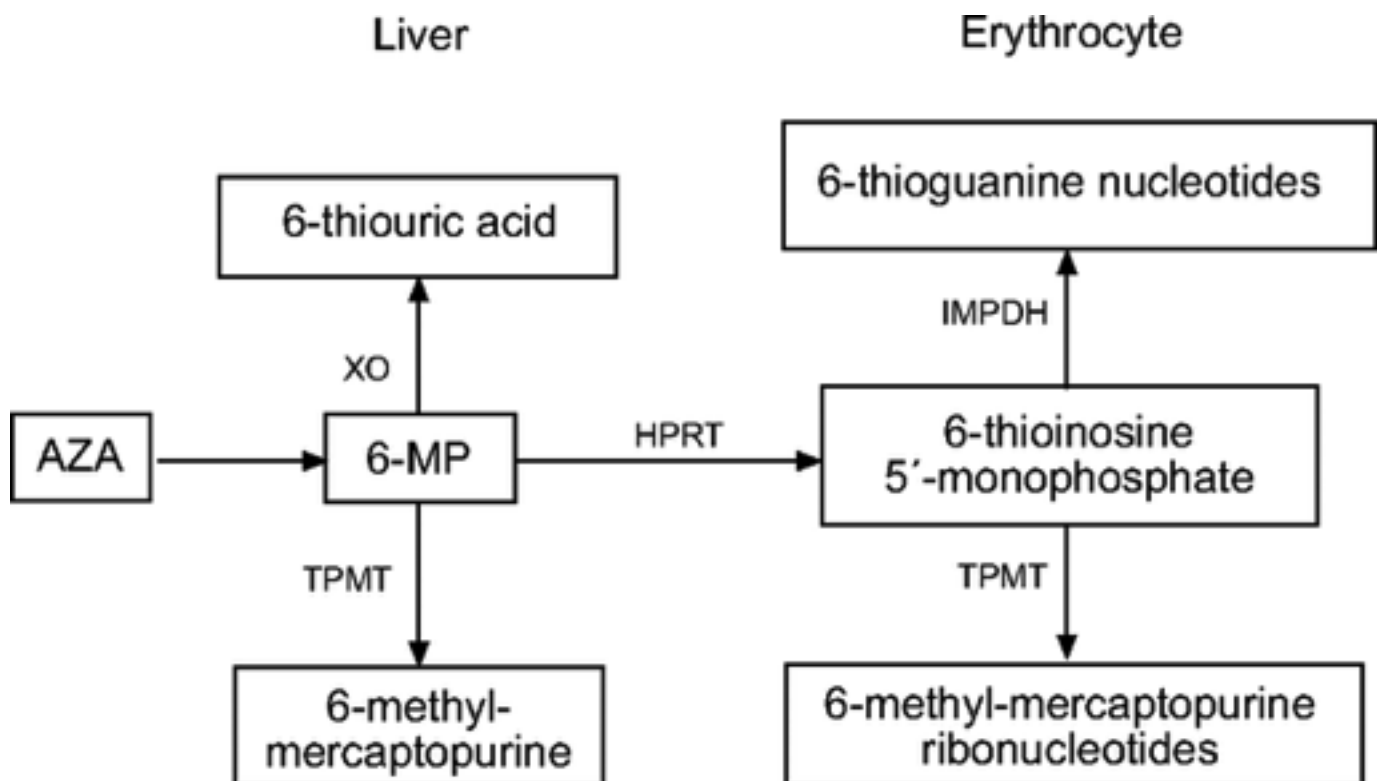 Liver
Erythrocyte
6-thioguanine nucleotides
6-thiouric acid
IMPDH
XO
AZA
6-MP
HPRT
6-thioinosine
5´-monophosphate
TPMT
TPMT
6-methyl-
mercaptopurine
6-methyl-mercaptopurine
ribonucleotides